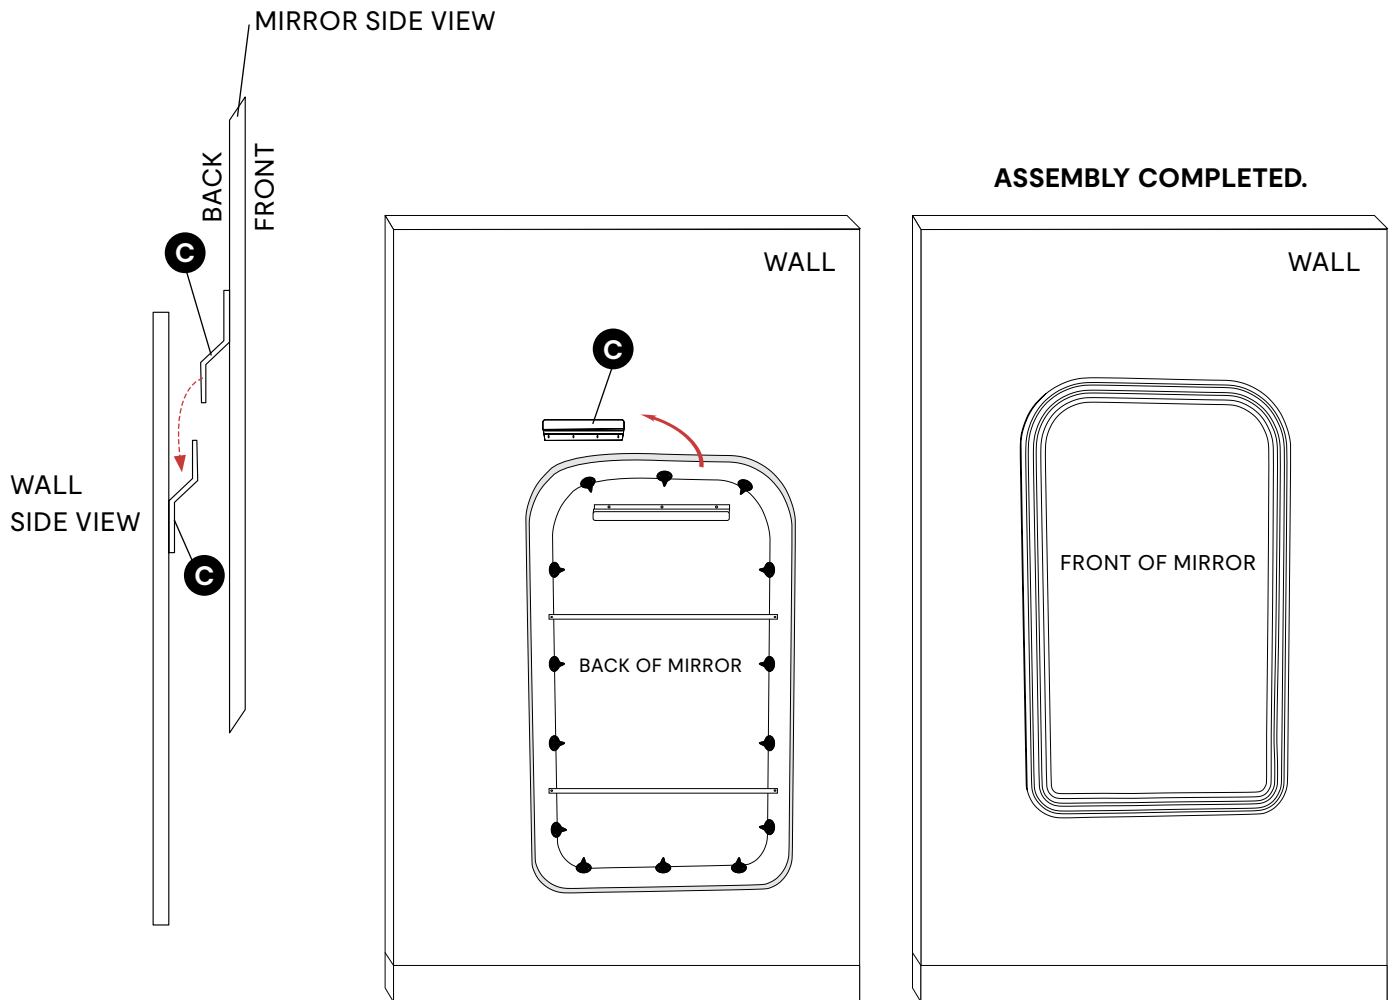 MIRROR SIDE VIEW
BACK
FRONT
C
WALL
SIDE VIEW
C
WALL
C
BACK OF MIRROR
ASSEMBLY COMPLETED.
WALL
FRONT OF MIRROR